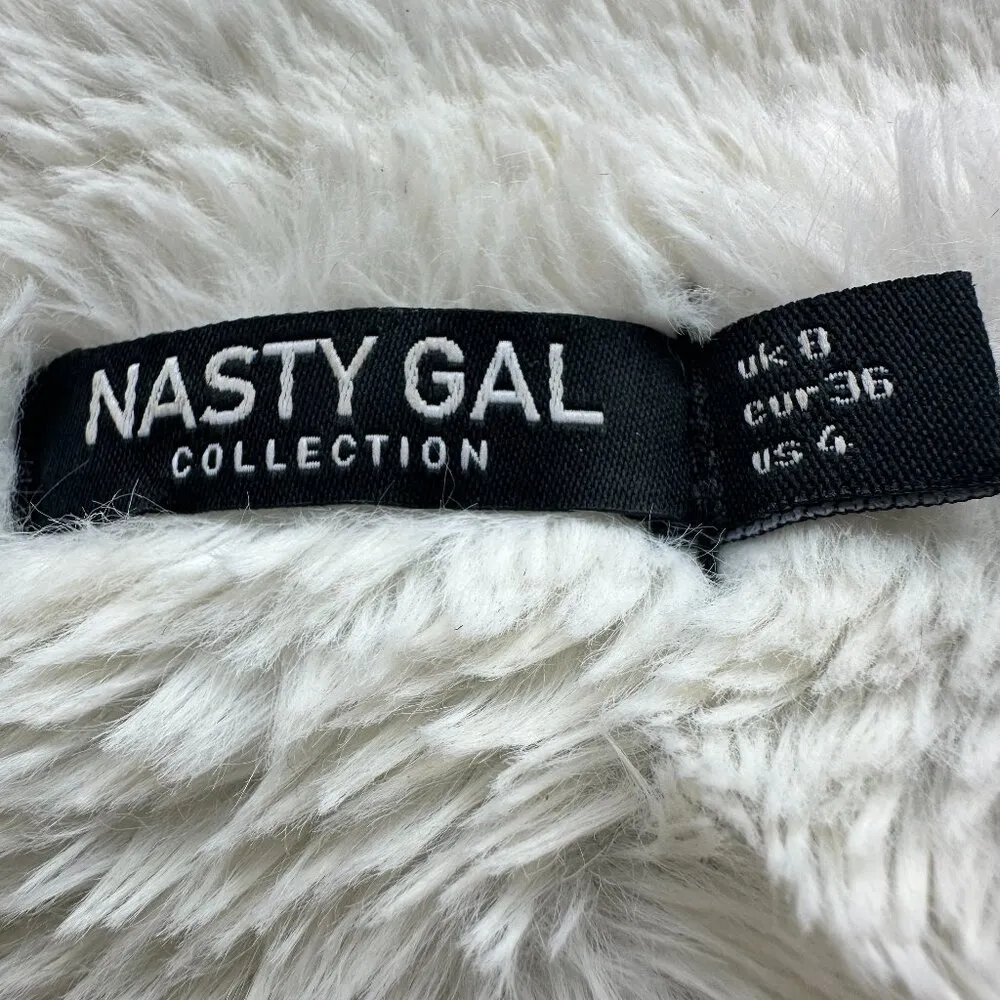 NASTY GAL
COLLECTION
uk 8
eur 36
us 4